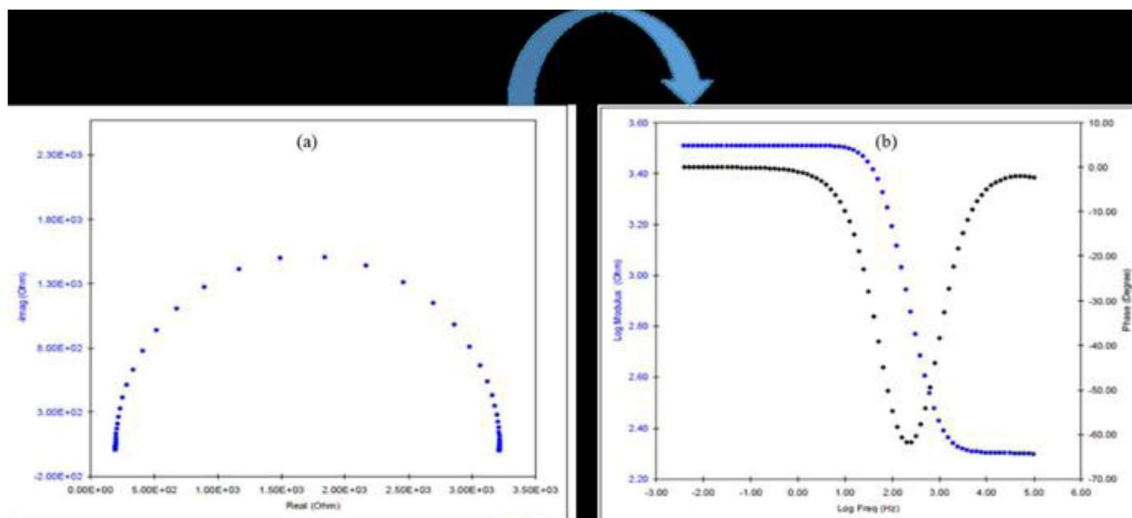 (a)
2.30E+03
1.80E+03
1.30E+03
8.00E+02
3.00E+02
-2.00E+02
-Imag (Ohm)
0.00E+00 5.00E+02 1.00E+03 1.50E+03 2.00E+03 2.50E+03 3.00E+03 3.50E+03
Real (Ohm)
(b)
3.60
3.40
3.20
3.00
2.80
2.60
2.40
2.20
Log Modulus (Ohm)
10.00
0.00
-10.00
-20.00
-30.00
-40.00
-50.00
-60.00
-70.00
Phase (Degree)
-3.00 -2.00 -1.00 0.00 1.00 2.00 3.00 4.00 5.00 6.00
Log Freq (Hz)